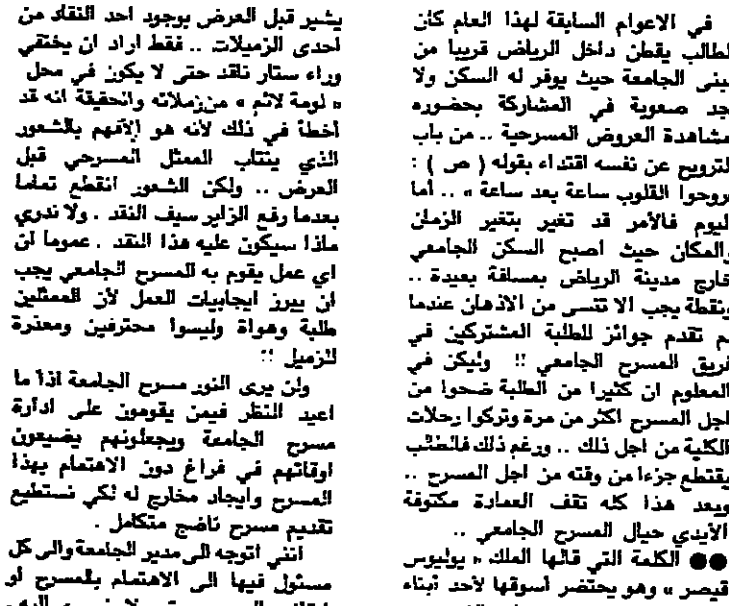 في الاعوام السابقة لهذا العام كان
الطالب يقطن داخل الرياض قريبا من
مبنى الجامعة حيث يوفر له السكن ولا
يجد صعوبة في المشاركة بحضوره
مشاهدة العروض المسرحية .. من باب
الترويح عن نفسه اقتداء بقوله ( ص ) :
«روحوا القلوب ساعة بعد ساعة » .. أما
اليوم فالأمر قد تغير بتغير الزمان
والمكان حيث اصبح السكن الجامعي
خارج مدينة الرياض بمسافة بعيدة ..
ونقطة يجب الا تنسى من الاذهان عندما
لم تقدم جوائز للطلبة المشتركين في
فريق المسرح الجامعي !! وليكن في
المعلوم ان كثيرا من الطلبة ضحوا من
اجل المسرح اكثر من مرة وتركوا رحلات
الكلية من اجل ذلك .. ورغم ذلك فالطالب
يقتطع جزءا من وقته من اجل المسرح ..
وبعد هذا كله تقف العمادة مكتوفة
الأيدي حيال المسرح الجامعي ..
●● الكلمة التي قالها الملك « يوليوس
قيصر » وهو يحتضر أسوقها لأحد أبناء
يشير قبل العرض بوجود احد النقاد من
احدى الزميلات .. فقط اراد ان يختفي
وراء ستار ناقد حتى لا يكون في محل
« لومة لائم » من زملائه والحقيقة انه قد
أخطأ في ذلك لأنه هو الأفهم بالشعور
الذي ينتاب الممثل المسرحي قبل
العرض .. ولكن الشعور انقطع تماما
بعدما رفع الزاير سيف النقد . ولا ندري
ماذا سيكون عليه هذا النقد . عموما ان
اي عمل يقوم به المسرح الجامعي يجب
ان يبرز ايجابيات العمل لأن الممثلين
طلبة وهواة وليسوا محترفين ومعذرة
للزميل !!
ولن يرى النور مسرح الجامعة اذا ما
اعيد النظر فيمن يقومون على ادارة
مسرح الجامعة ويجعلونهم يضيعون
اوقاتهم في فراغ دون الاهتمام بهذا
المسرح وايجاد مخارج له لكي نستطيع
تقديم مسرح ناضج متكامل .
انني اتوجه الى مدير الجامعة والى كل
مسئول فيها الى الاهتمام بالمسرح أو